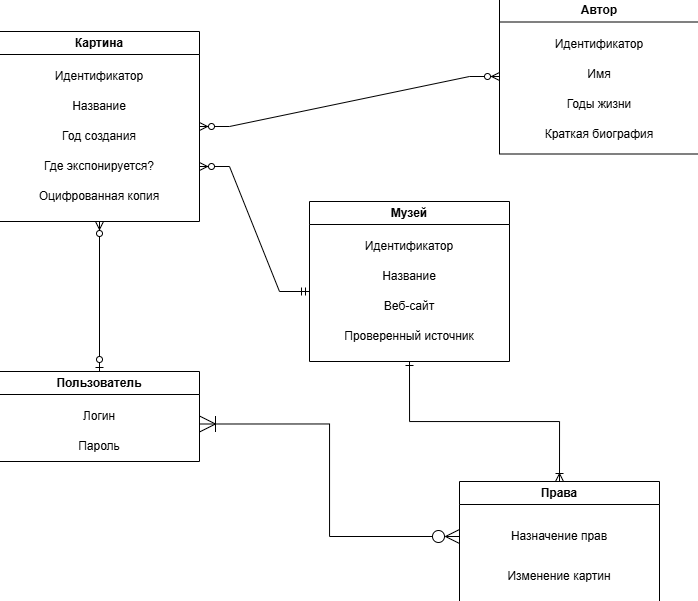 Автор
Идентификатор
Имя
Годы жизни
Краткая биография
Картина
Идентификатор
Название
Год создания
Где экспонируется?
Оцифрованная копия
Музей
Идентификатор
Название
Веб-сайт
Проверенный источник
Пользователь
Логин
Пароль
Права
Назначение прав
Изменение картин